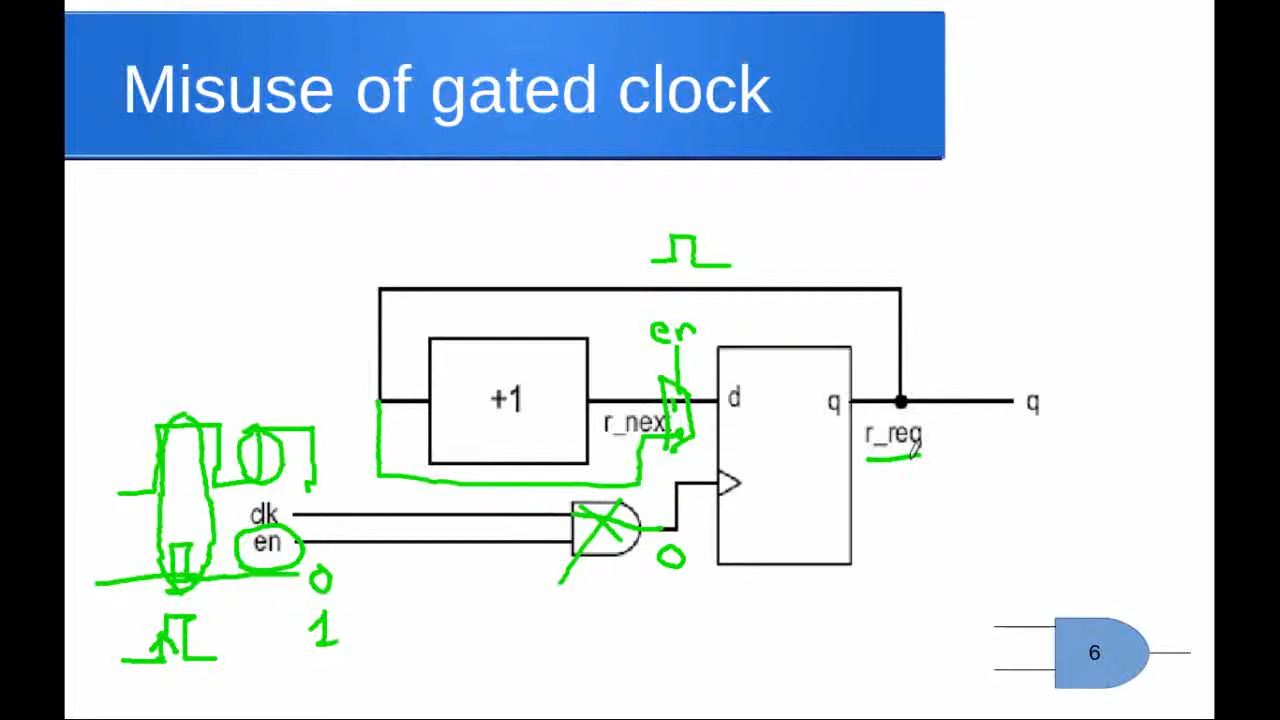 Misuse of gated clock
en
+1
r_next
d
q
q
r_reg
clk
en
0
0
1
6